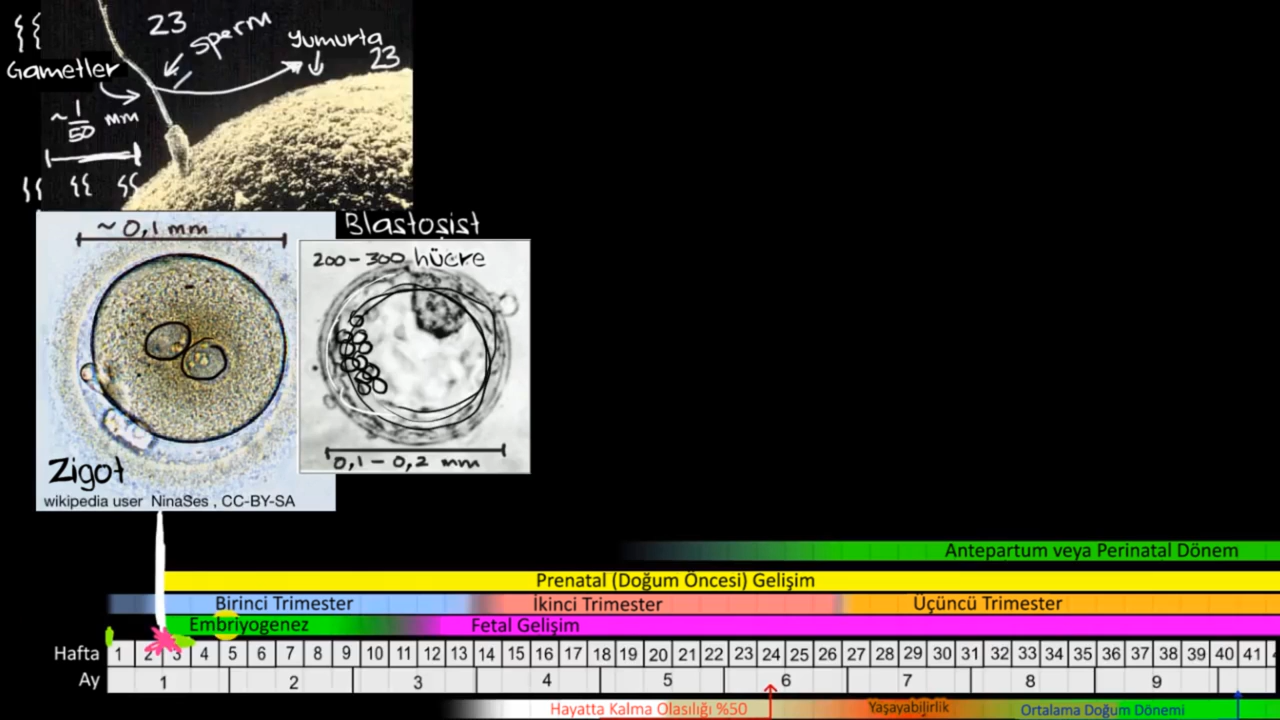 23
sperm
Yumurta
23
Gametler
~ 1/50 mm
~ 0,1 mm
Zigot
wikipedia user NinaSes , CC-BY-SA
Blastosist
200-300 hücre
0,1 - 0,2 mm
Antepartum veya Perinatal Dönem
Prenatal (Doğum Öncesi) Gelişim
Birinci Trimester İkinci Trimester Üçüncü Trimester
Embriyogenez Fetal Gelişim
Hafta 1 2 3 4 5 6 7 8 9 10 11 12 13 14 15 16 17 18 19 20 21 22 23 24 25 26 27 28 29 30 31 32 33 34 35 36 37 38 39 40 41
Ay 1 2 3 4 5 6 7 8 9
Hayatta Kalma Olasılığı %50 Yaşayabilirlik Ortalama Doğum Dönemi